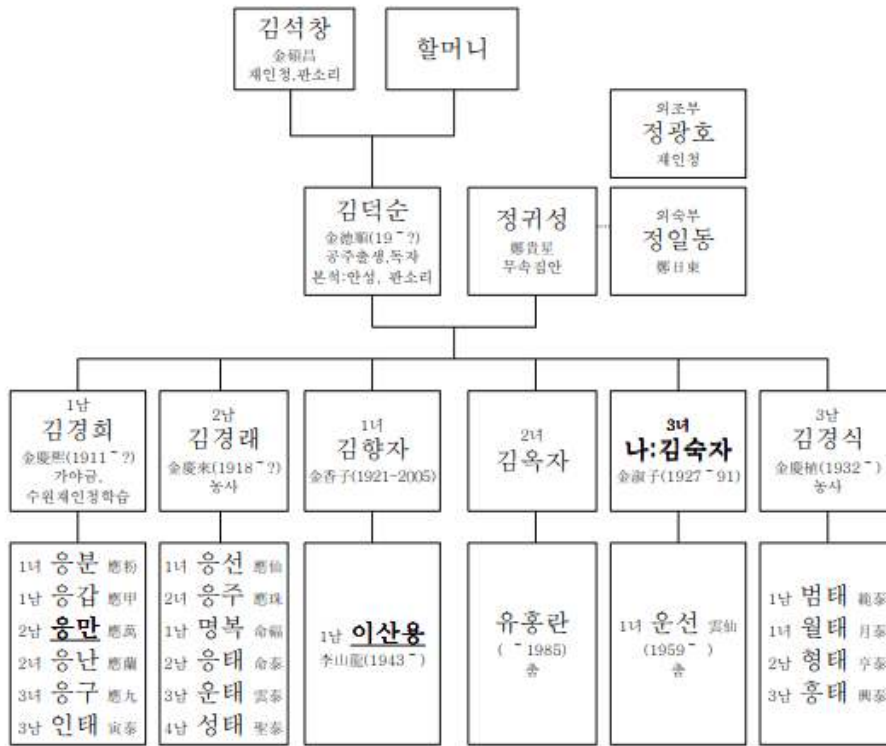 김석창
金碩昌
재인청,판소리
할머니
외조부
정광호
재인청
김덕순
金德順(19~?)
공주출생,독자
본적:안성, 판소리
정귀성
鄭貴星
무속집안
외숙부
정일동
鄭日東
1남
김경희
金慶熙(1911~?)
가야금,
수원재인청학습
2남
김경래
金慶來(1918~?)
농사
1녀
김향자
金香子(1921-2005)
2녀
김옥자
3녀
나:김숙자
金淑子(1927~91)
3남
김경식
金慶植(1932~)
농사
1녀 응분 應粉
1남 응갑 應甲
2남 응만 應萬
2녀 응난 應蘭
3녀 응구 應九
3남 인태 寅泰
1녀 응선 應仙
2녀 응주 應珠
1남 명복 命福
2남 응태 命泰
3남 운태 雲泰
4남 성태 聖泰
1남 이산용
李山龍(1943~)
유홍란
( ~1985)
춤
1녀 운선 雲仙
(1959~ )
춤
1남 범태 範泰
1녀 월태 月泰
2남 형태 亨泰
3남 흥태 興泰